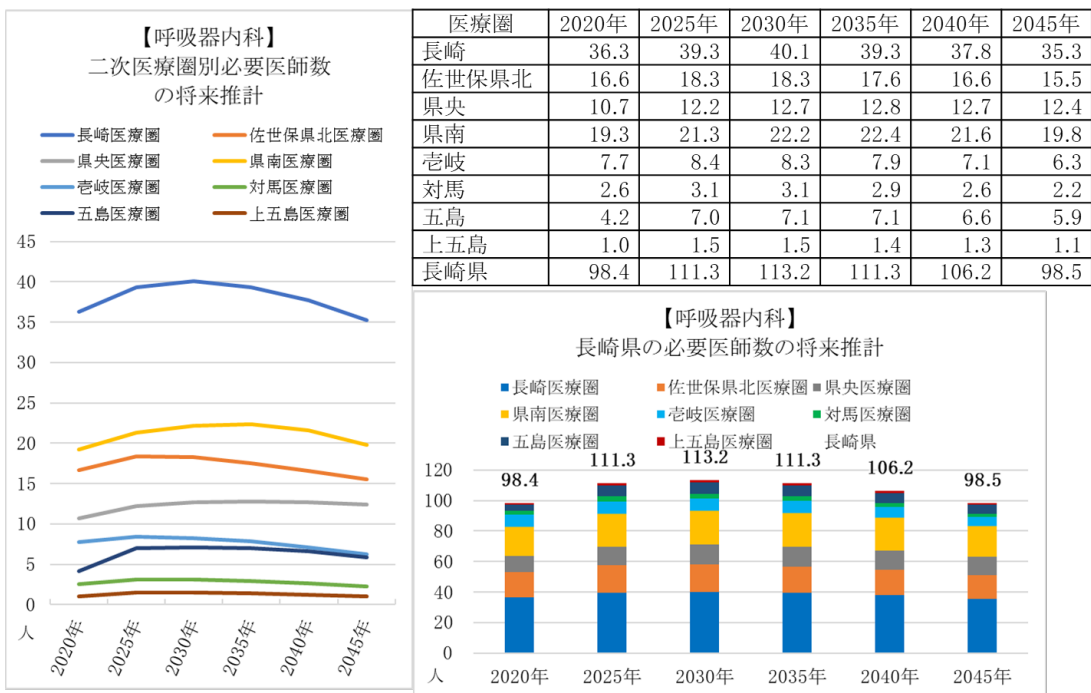 【呼吸器内科】
二次医療圏別必要医師数
の将来推計
長崎医療圏 佐世保県北医療圏
県央医療圏 県南医療圏
壱岐医療圏 対馬医療圏
五島医療圏 上五島医療圏
45
40
35
30
25
20
15
10
5
0
人
2020年 2025年 2030年 2035年 2040年 2045年
医療圏 2020年 2025年 2030年 2035年 2040年 2045年
長崎 36.3 39.3 40.1 39.3 37.8 35.3
佐世保県北 16.6 18.3 18.3 17.6 16.6 15.5
県央 10.7 12.2 12.7 12.8 12.7 12.4
県南 19.3 21.3 22.2 22.4 21.6 19.8
壱岐 7.7 8.4 8.3 7.9 7.1 6.3
対馬 2.6 3.1 3.1 2.9 2.6 2.2
五島 4.2 7.0 7.1 7.1 6.6 5.9
上五島 1.0 1.5 1.5 1.4 1.3 1.1
長崎県 98.4 111.3 113.2 111.3 106.2 98.5
【呼吸器内科】
長崎県の必要医師数の将来推計
長崎医療圏 佐世保県北医療圏 県央医療圏
県南医療圏 壱岐医療圏 対馬医療圏
五島医療圏 上五島医療圏 長崎県
98.4 111.3 113.2 111.3 106.2 98.5
120
100
80
60
40
20
0
人
2020年 2025年 2030年 2035年 2040年 2045年